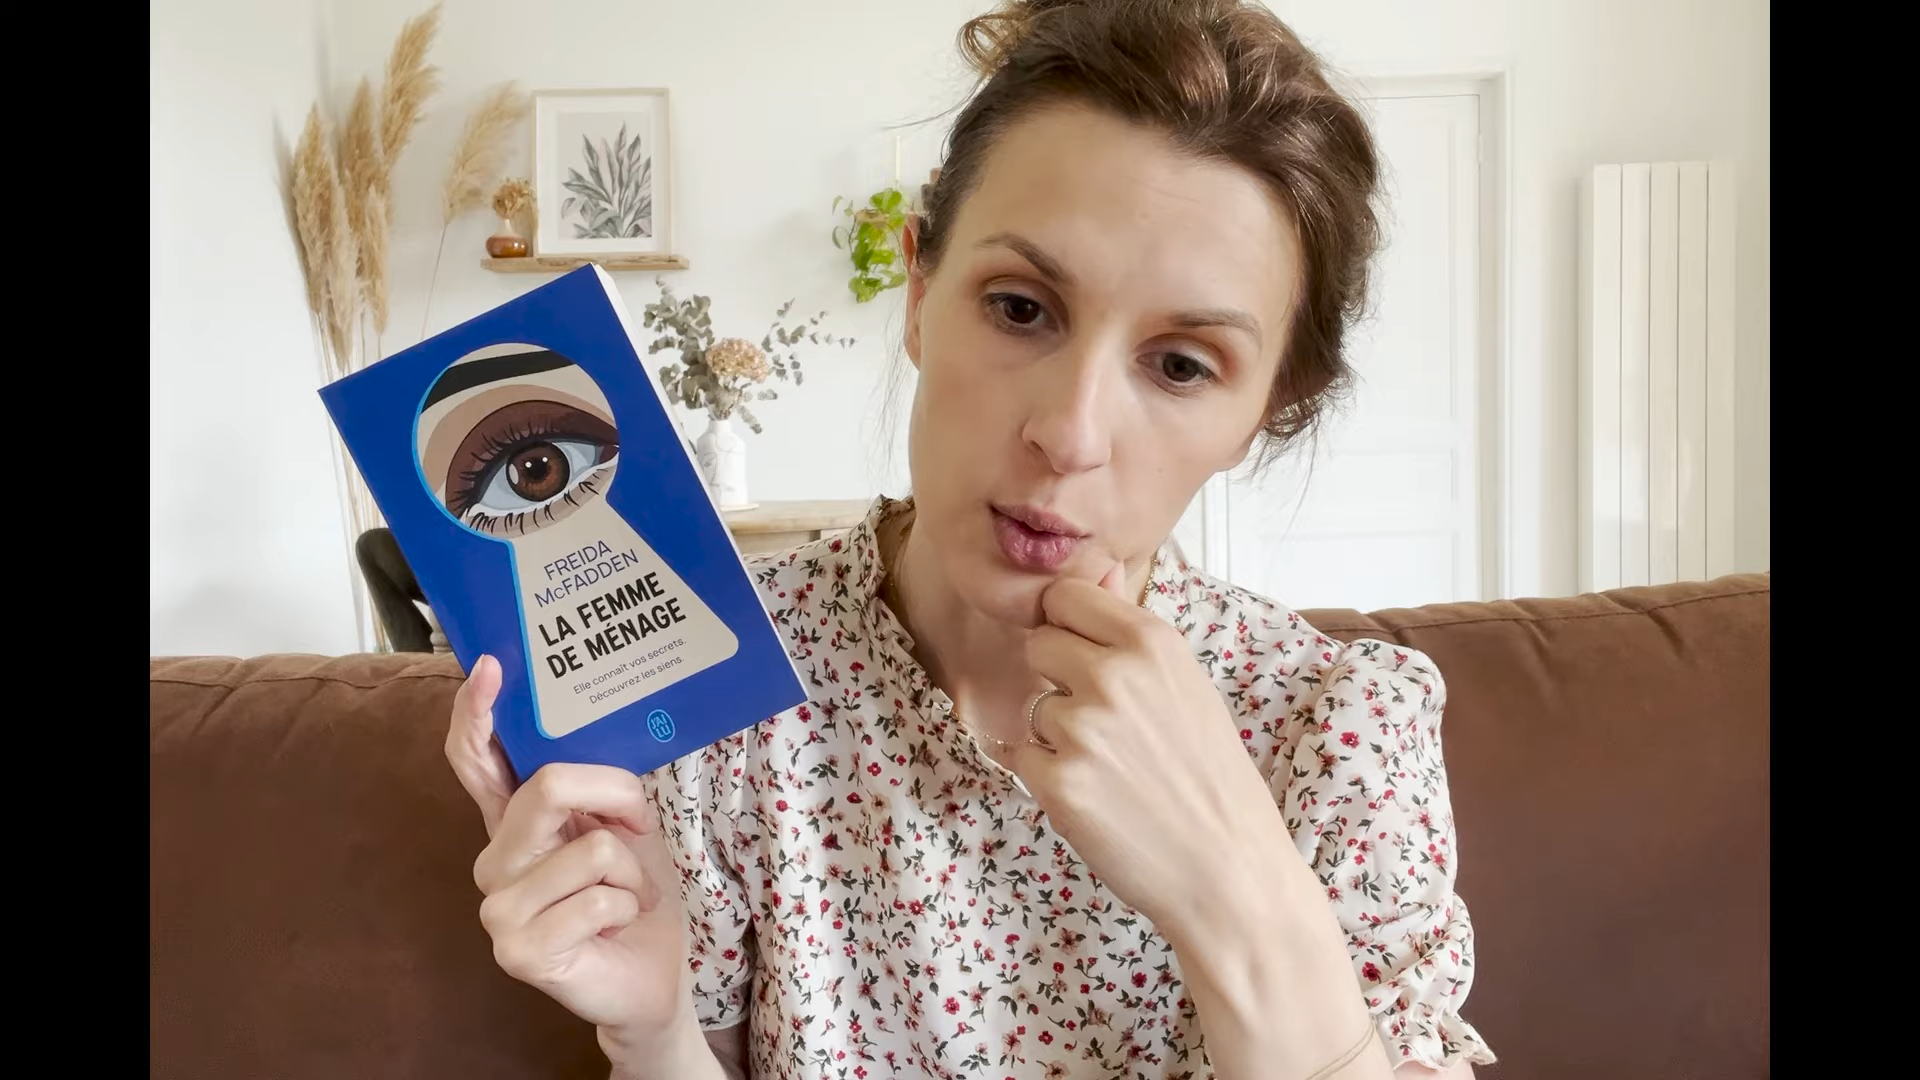 FREIDA
McFADDEN
LA FEMME
DE MÉNAGE
Elle connaît vos secrets.
Découvrez les siens.
J'AI
LU